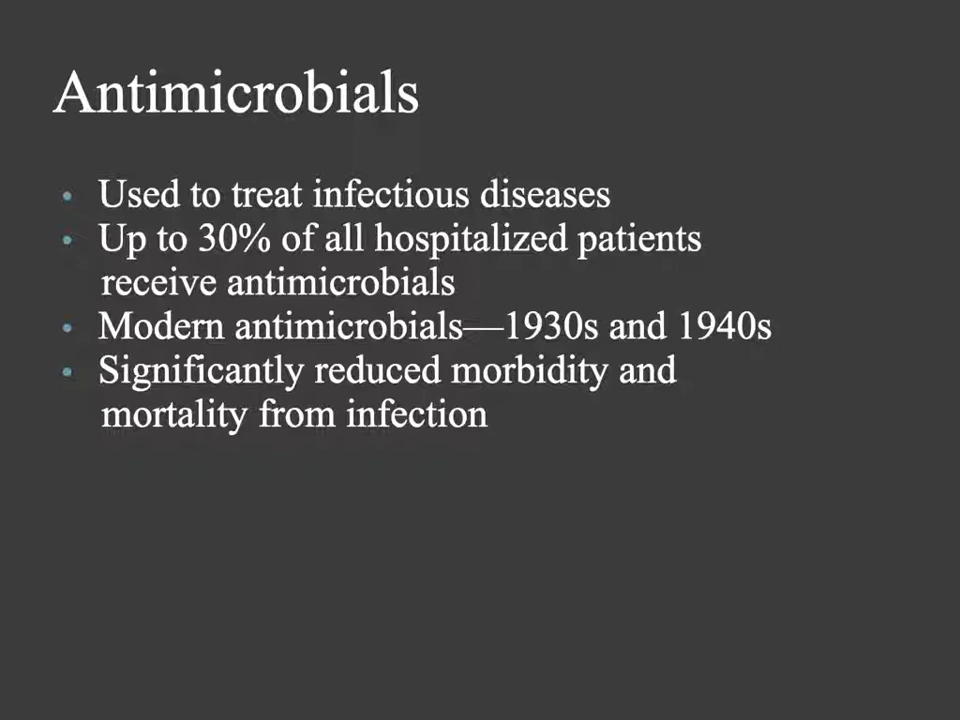 Antimicrobials
• Used to treat infectious diseases
• Up to 30% of all hospitalized patients
receive antimicrobials
• Modern antimicrobials—1930s and 1940s
• Significantly reduced morbidity and
mortality from infection